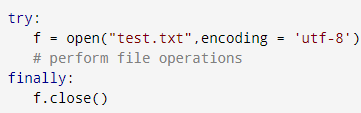 try:
   f = open("test.txt",encoding = 'utf-8')
   # perform file operations
finally:
   f.close()